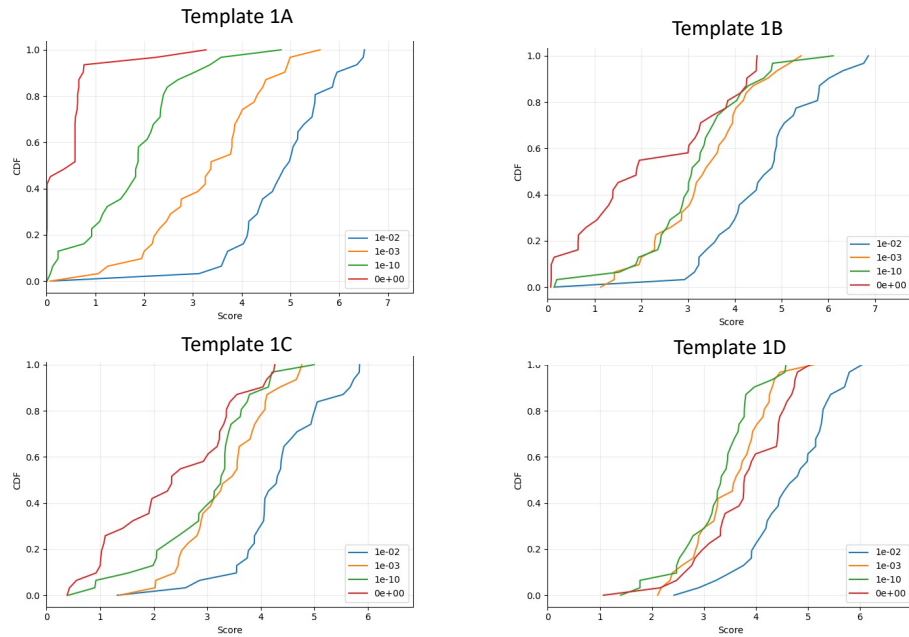 Template 1A
1.0
0.8
0.6
0.4
0.2
0.0
CDF
0 1 2 3 4 5 6 7
Score
1e-02
1e-03
1e-10
0e+00
Template 1B
1.0
0.8
0.6
0.4
0.2
0.0
CDF
0 1 2 3 4 5 6 7
Score
1e-02
1e-03
1e-10
0e+00
Template 1C
1.0
0.8
0.6
0.4
0.2
0.0
CDF
0 1 2 3 4 5 6
Score
1e-02
1e-03
1e-10
0e+00
Template 1D
1.0
0.8
0.6
0.4
0.2
0.0
CDF
0 1 2 3 4 5 6
Score
1e-02
1e-03
1e-10
0e+00